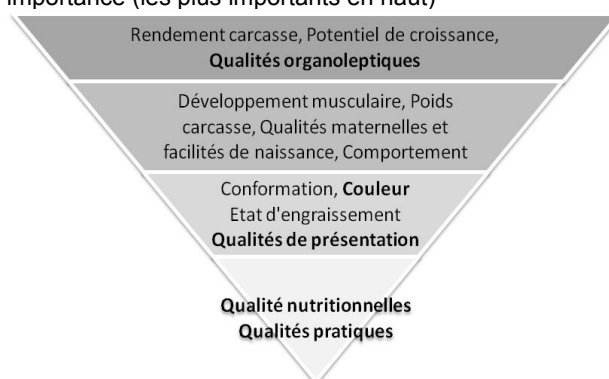 importance (les plus importants en haut)
Rendement carcasse, Potentiel de croissance,
Qualités organoleptiques
Développement musculaire, Poids
carcasse, Qualités maternelles et
facilités de naissance, Comportement
Conformation, Couleur
Etat d'engraissement
Qualités de présentation
Qualité nutritionnelles
Qualités pratiques